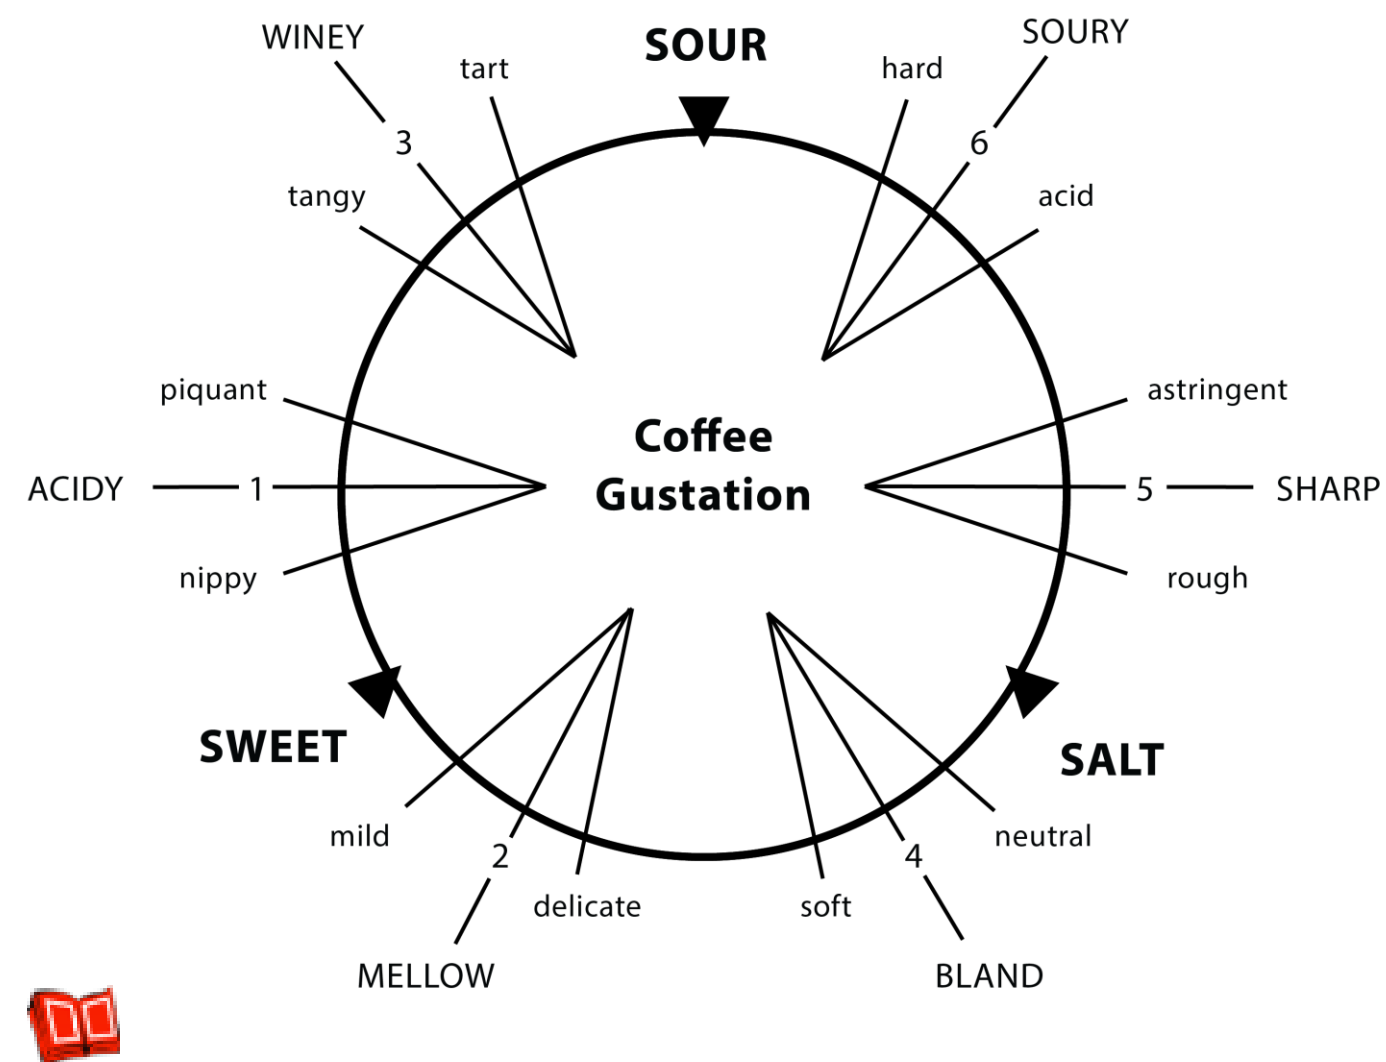 WINEY
SOUR
SOURY
tart
hard
3
6
tangy
acid
piquant
astringent
Coffee
Gustation
ACIDY
1
5
SHARP
nippy
rough
SWEET
SALT
mild
neutral
2
4
delicate
soft
MELLOW
BLAND